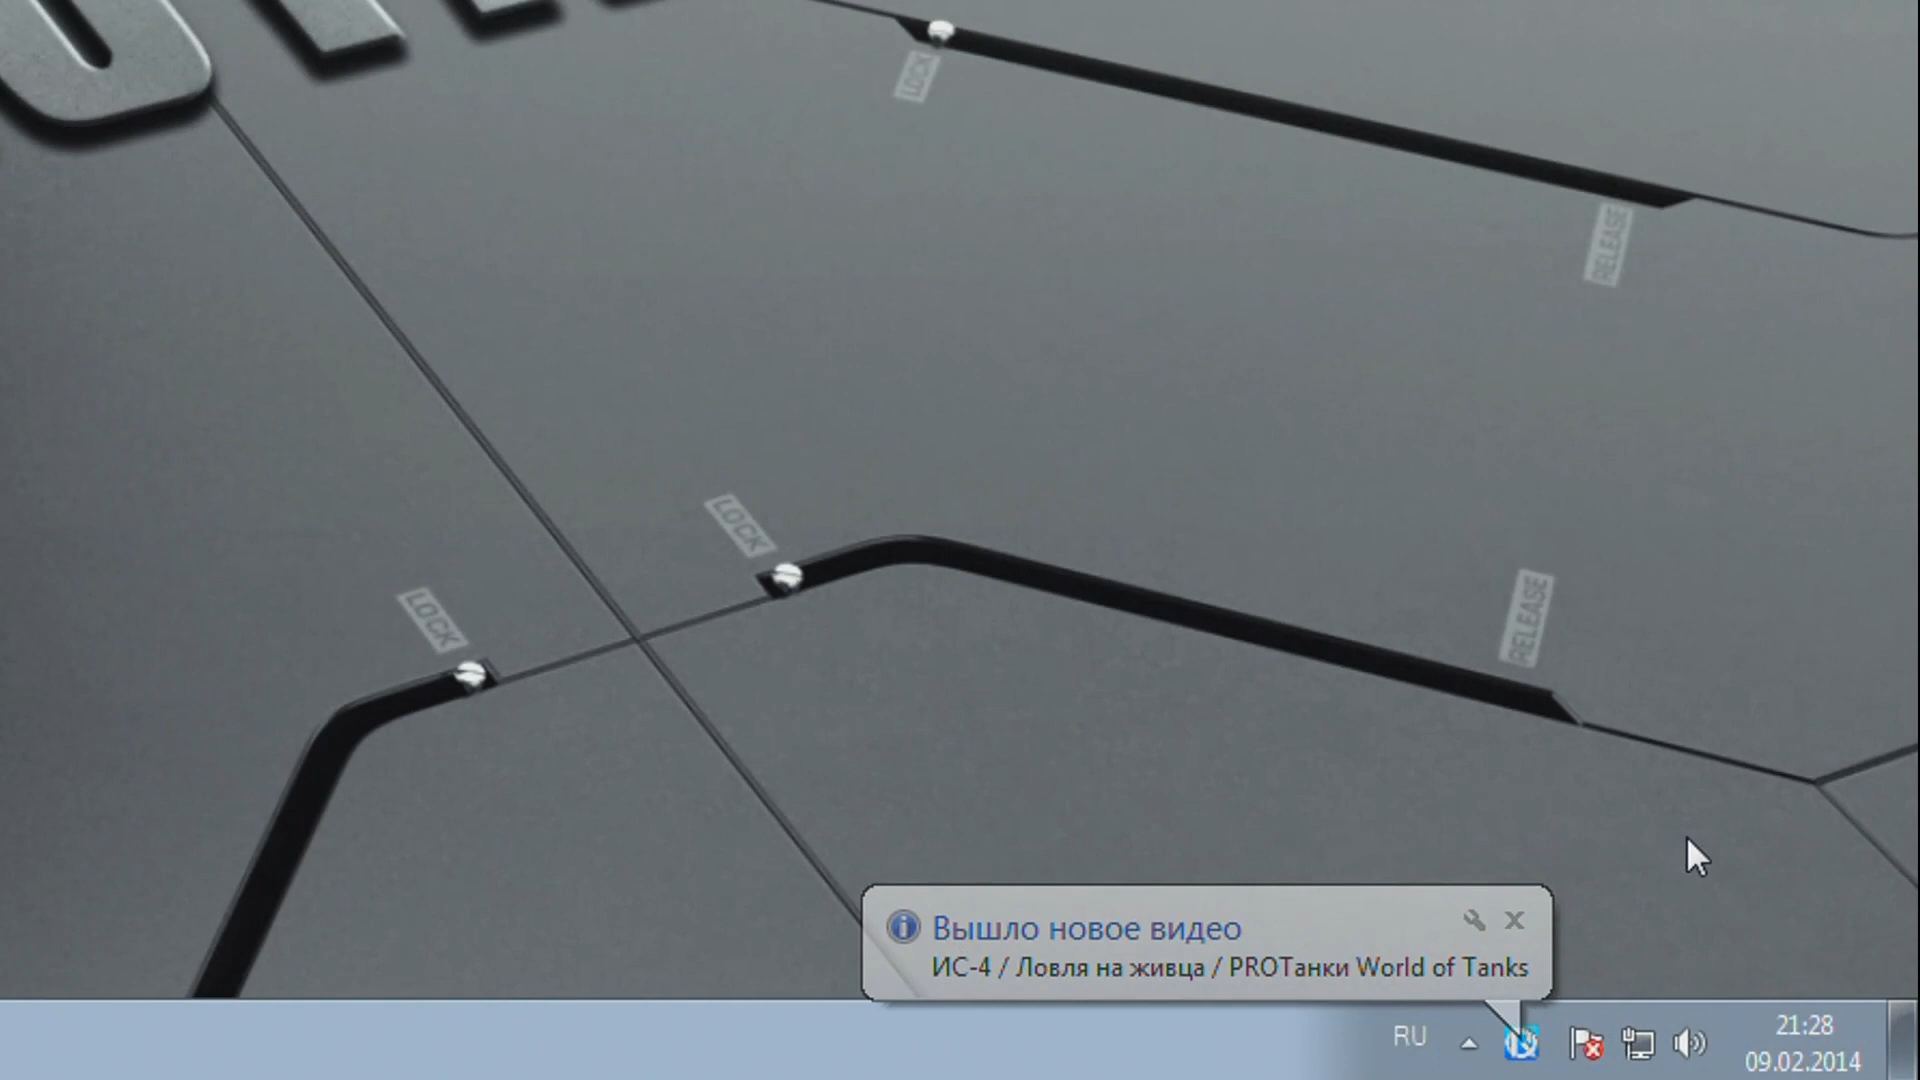 LOCK
RELEASE
LOCK
RELEASE
LOCK
Вышло новое видео
ИС-4 / Ловля на живца / PROТанки World of Tanks
RU
21:28
09.02.2014